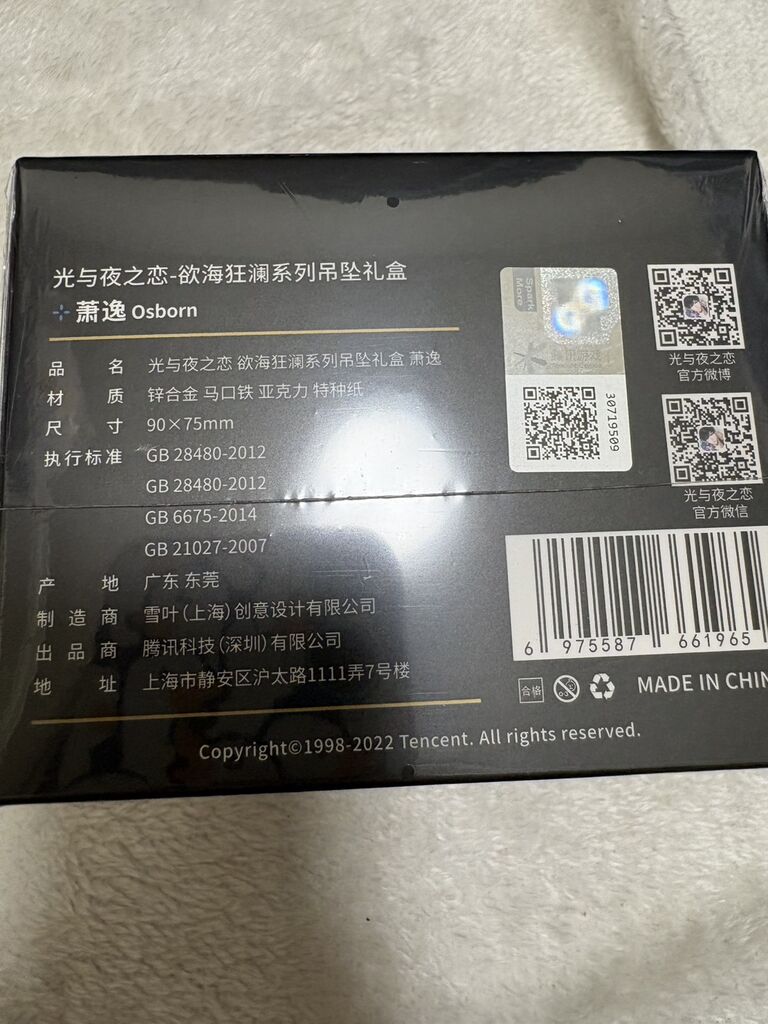 光与夜之恋-欲海狂澜系列吊坠礼盒
萧逸 Osborn
品 名 光与夜之恋 欲海狂澜系列吊坠礼盒 萧逸
材 质 锌合金 马口铁 亚克力 特种纸
尺 寸 90×75mm
执行标准 GB 28480-2012
GB 28480-2012
GB 6675-2014
GB 21027-2007
产 地 广东 东莞
制 造 商 雪叶(上海)创意设计有限公司
出 品 商 腾讯科技(深圳)有限公司
地 址 上海市静安区沪太路1111弄7号楼
Copyright©1998-2022 Tencent. All rights reserved.
Spark More
腾讯游戏
30719509
光与夜之恋
官方微博
光与夜之恋
官方微信
6 975587 661965
合格
MADE IN CHIN